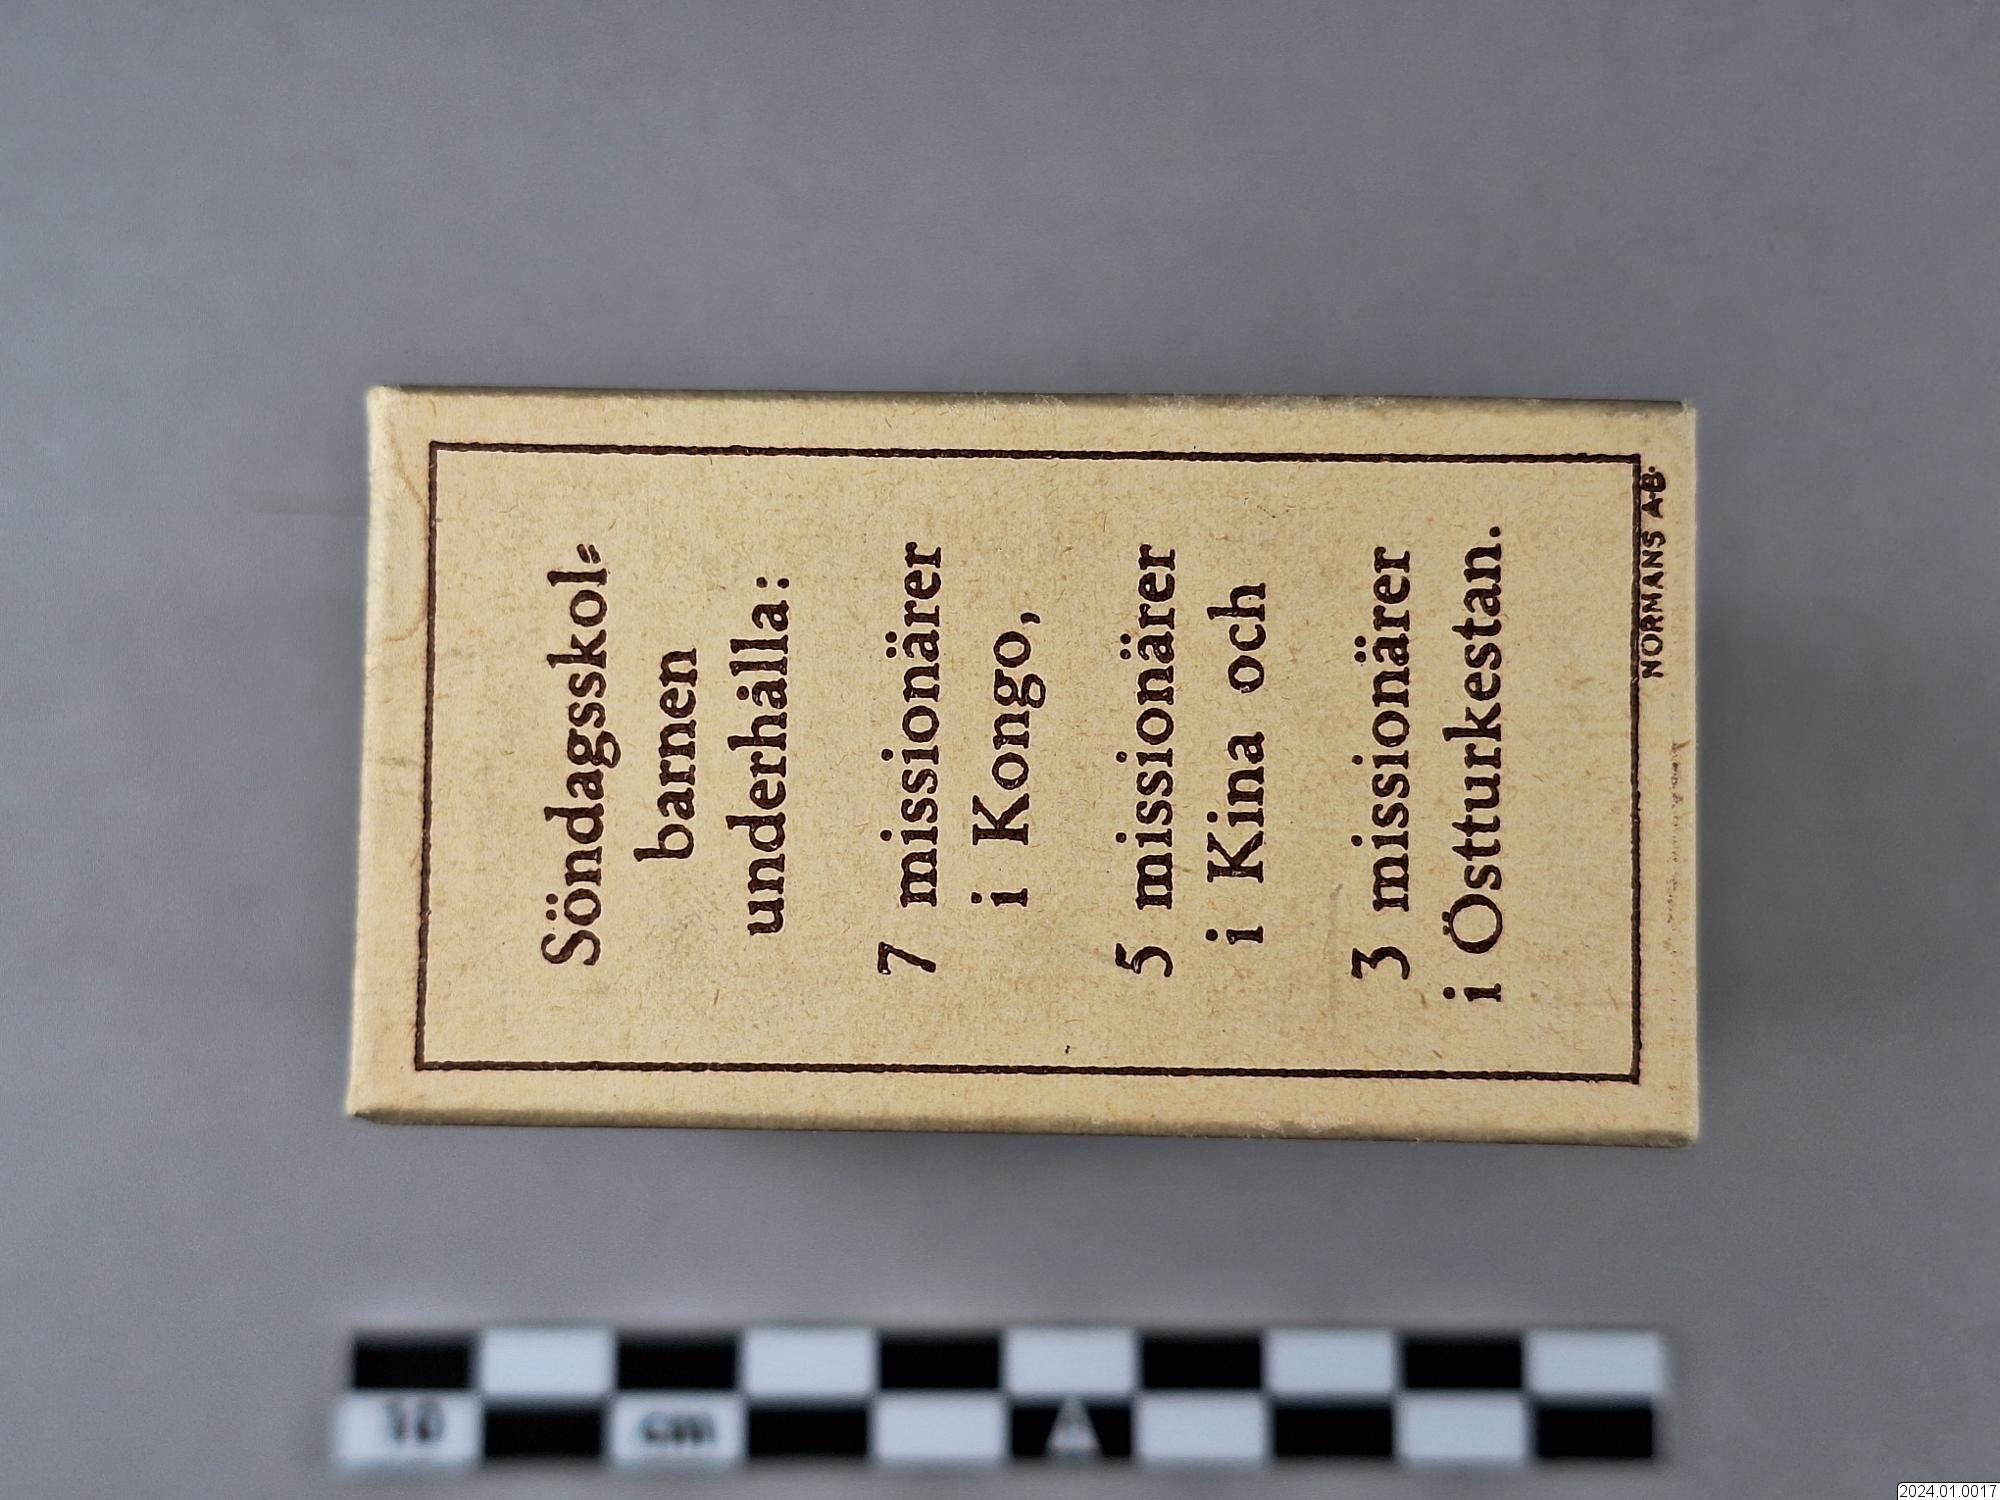 Söndagsskol=
barnen
underhålla:
7 missionärer
i Kongo,
5 missionärer
i Kina och
3 missionärer
i Östturkestan.
NORMANS A.B.
10 cm
2024.01.0017